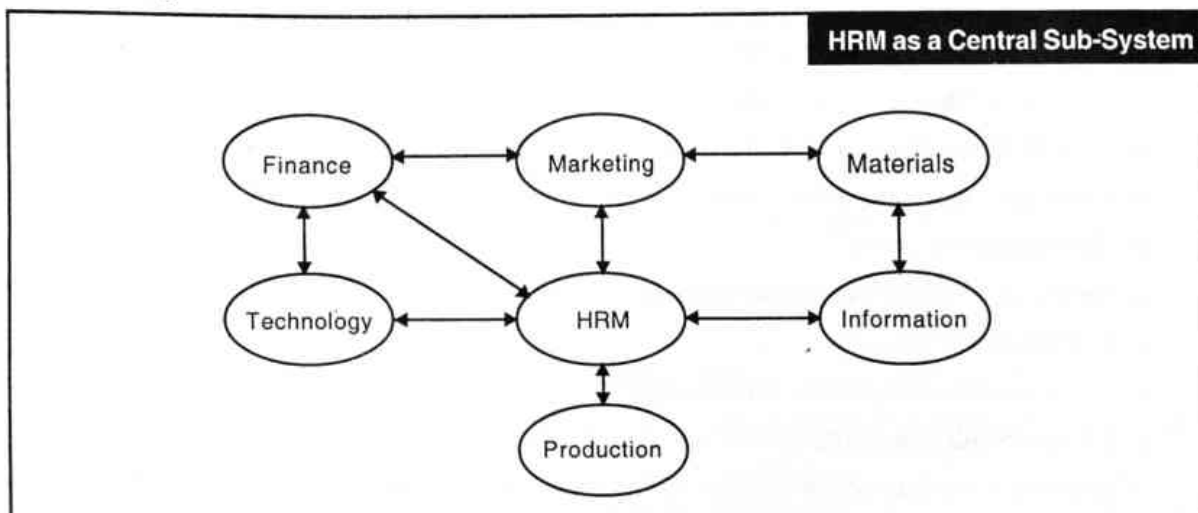 HRM as a Central Sub-System
Finance
Marketing
Materials
Technology
HRM
Information
Production